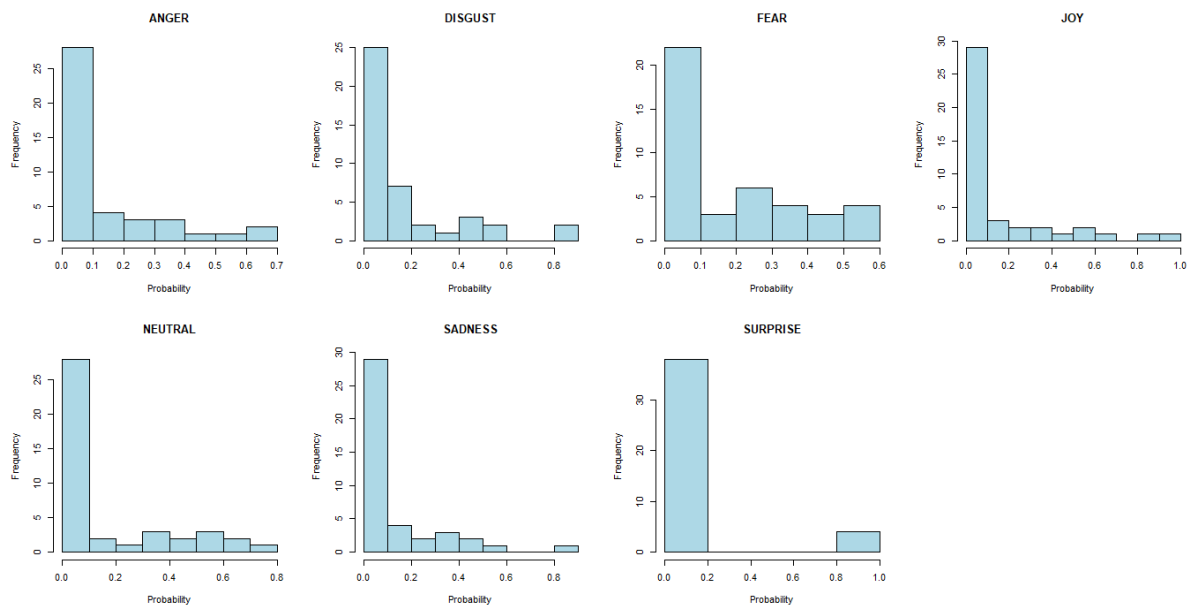 ANGER
Frequency
0 5 10 15 20 25
0.0 0.1 0.2 0.3 0.4 0.5 0.6 0.7
Probability
DISGUST
Frequency
0 5 10 15 20 25
0.0 0.2 0.4 0.6 0.8
Probability
FEAR
Frequency
0 5 10 15 20
0.0 0.1 0.2 0.3 0.4 0.5 0.6
Probability
JOY
Frequency
0 5 10 15 20 25 30
0.0 0.2 0.4 0.6 0.8 1.0
Probability
NEUTRAL
Frequency
0 5 10 15 20 25
0.0 0.2 0.4 0.6 0.8
Probability
SADNESS
Frequency
0 5 10 15 20 25 30
0.0 0.2 0.4 0.6 0.8
Probability
SURPRISE
Frequency
0 10 20 30
0.0 0.2 0.4 0.6 0.8 1.0
Probability